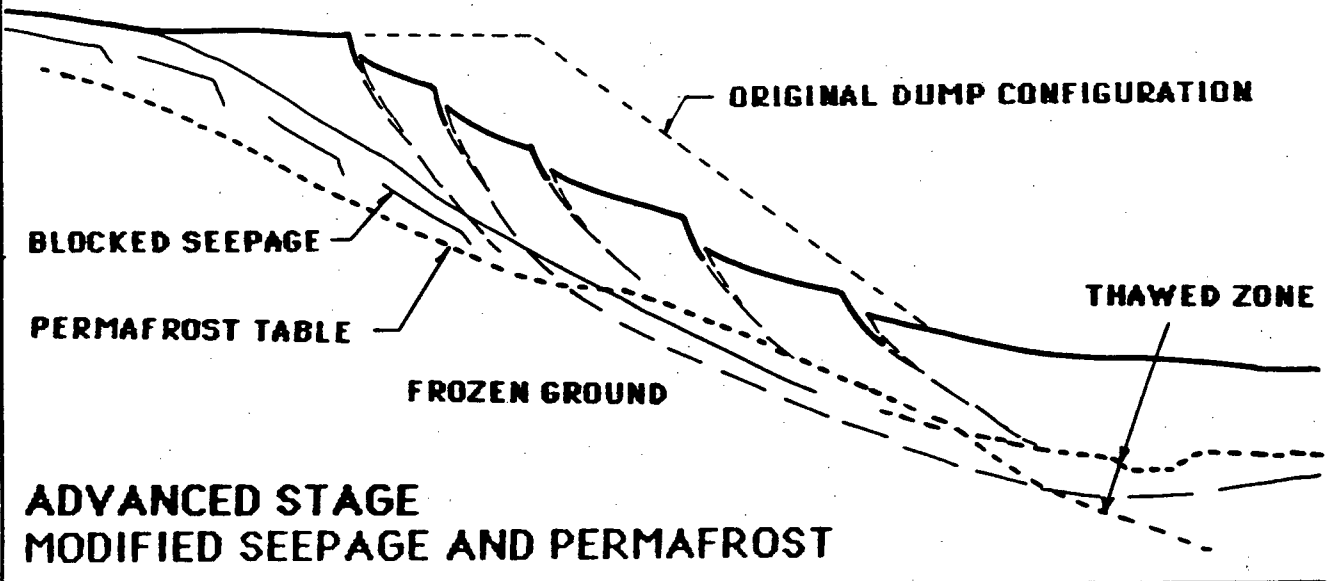 ORIGINAL DUMP CONFIGURATION
BLOCKED SEEPAGE
THAWED ZONE
PERMAFROST TABLE
FROZEN GROUND
ADVANCED STAGE
MODIFIED SEEPAGE AND PERMAFROST